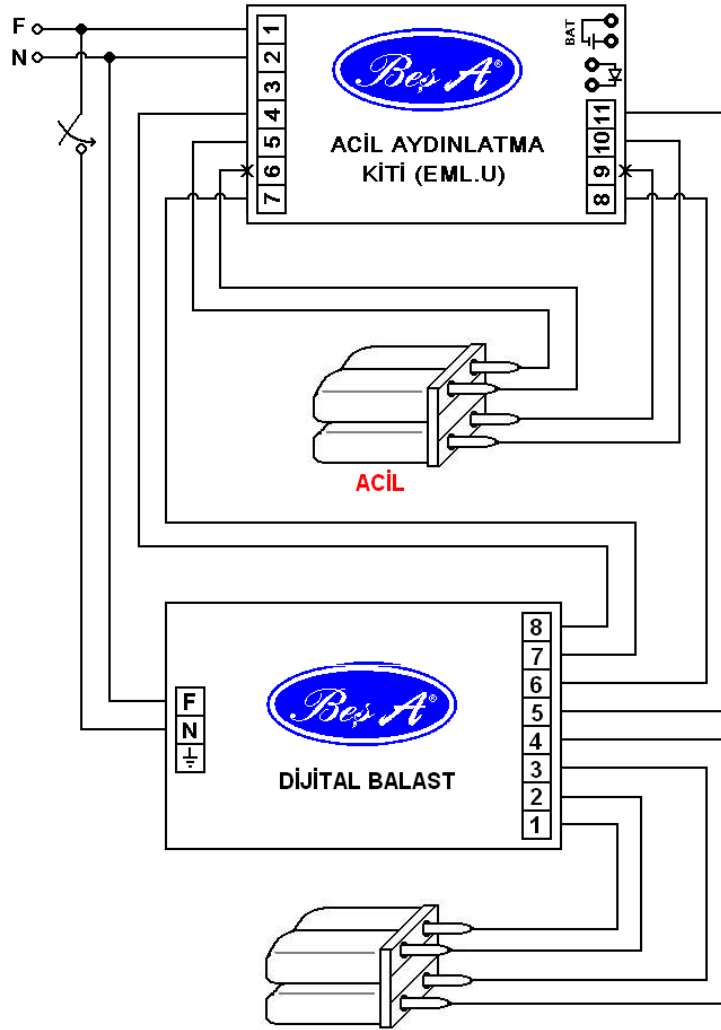 F
N
1
2
3
4
5
6
7
Beş A®
BAT
ACİL AYDINLATMA
KİTİ (EML.U)
11
10
9
8
ACİL
F
N
Beş A®
DİJİTAL BALAST
8
7
6
5
4
3
2
1